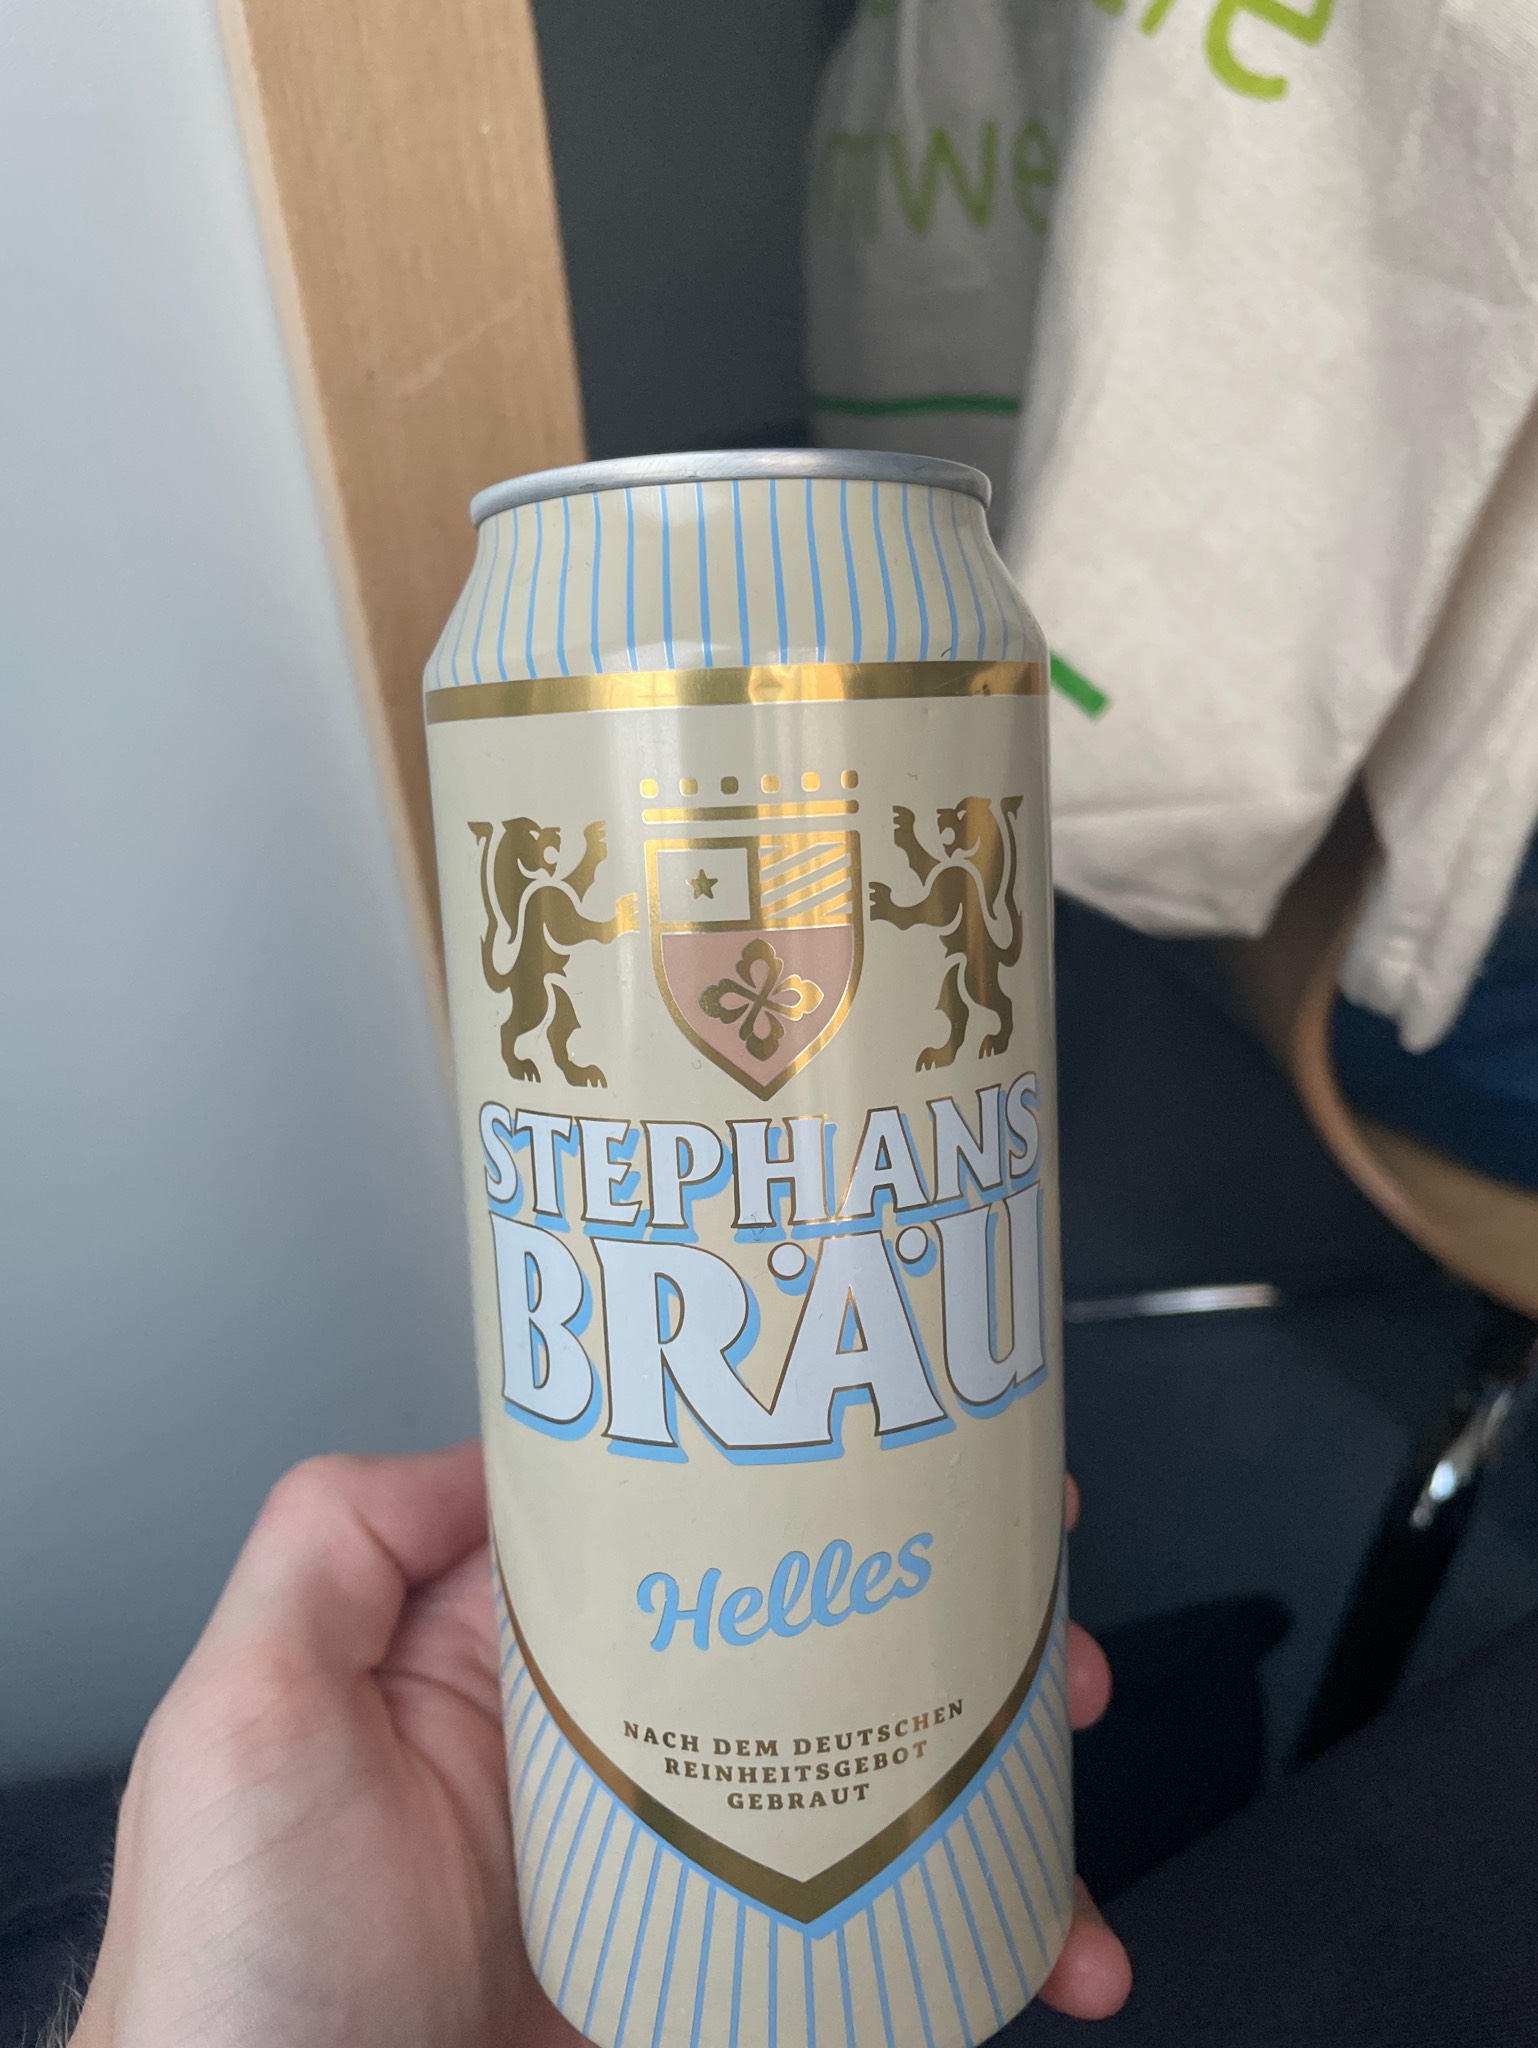 STEPHANS
BRÄU
Helles
NACH DEM DEUTSCHEN
REINHEITSGEBOT
GEBRAUT